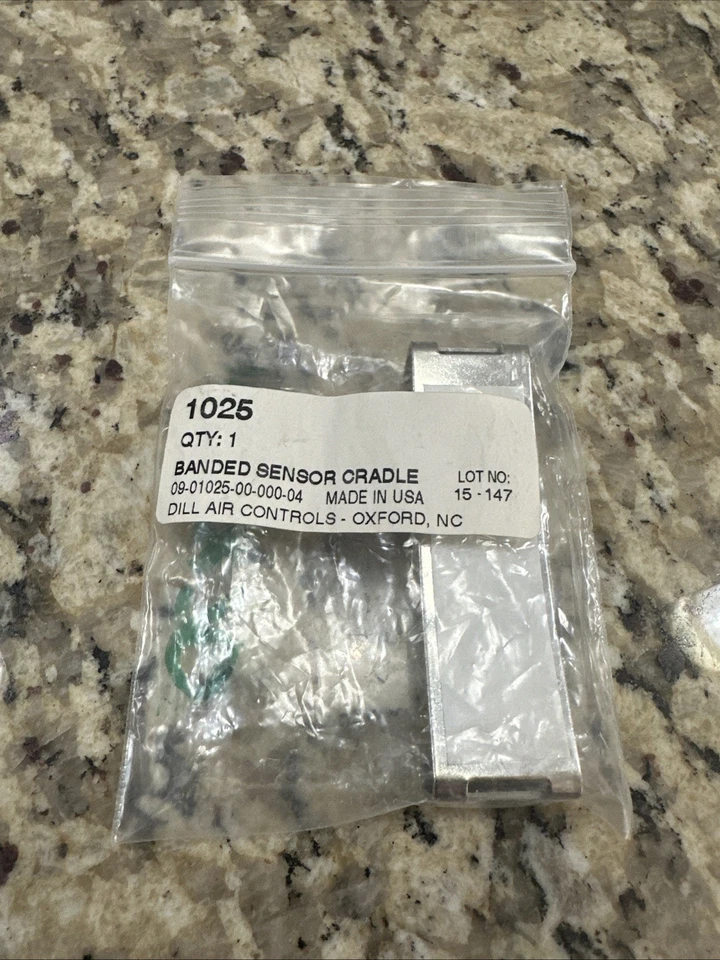 1025
QTY: 1
BANDED SENSOR CRADLE
LOT NO:
09-01025-00-000-04 MADE IN USA 15-147
DILL AIR CONTROLS - OXFORD, NC